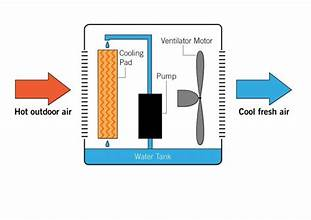 Ventilator Motor
Cooling
Pad
Pump
Hot outdoor air
Cool fresh air
Water Tank